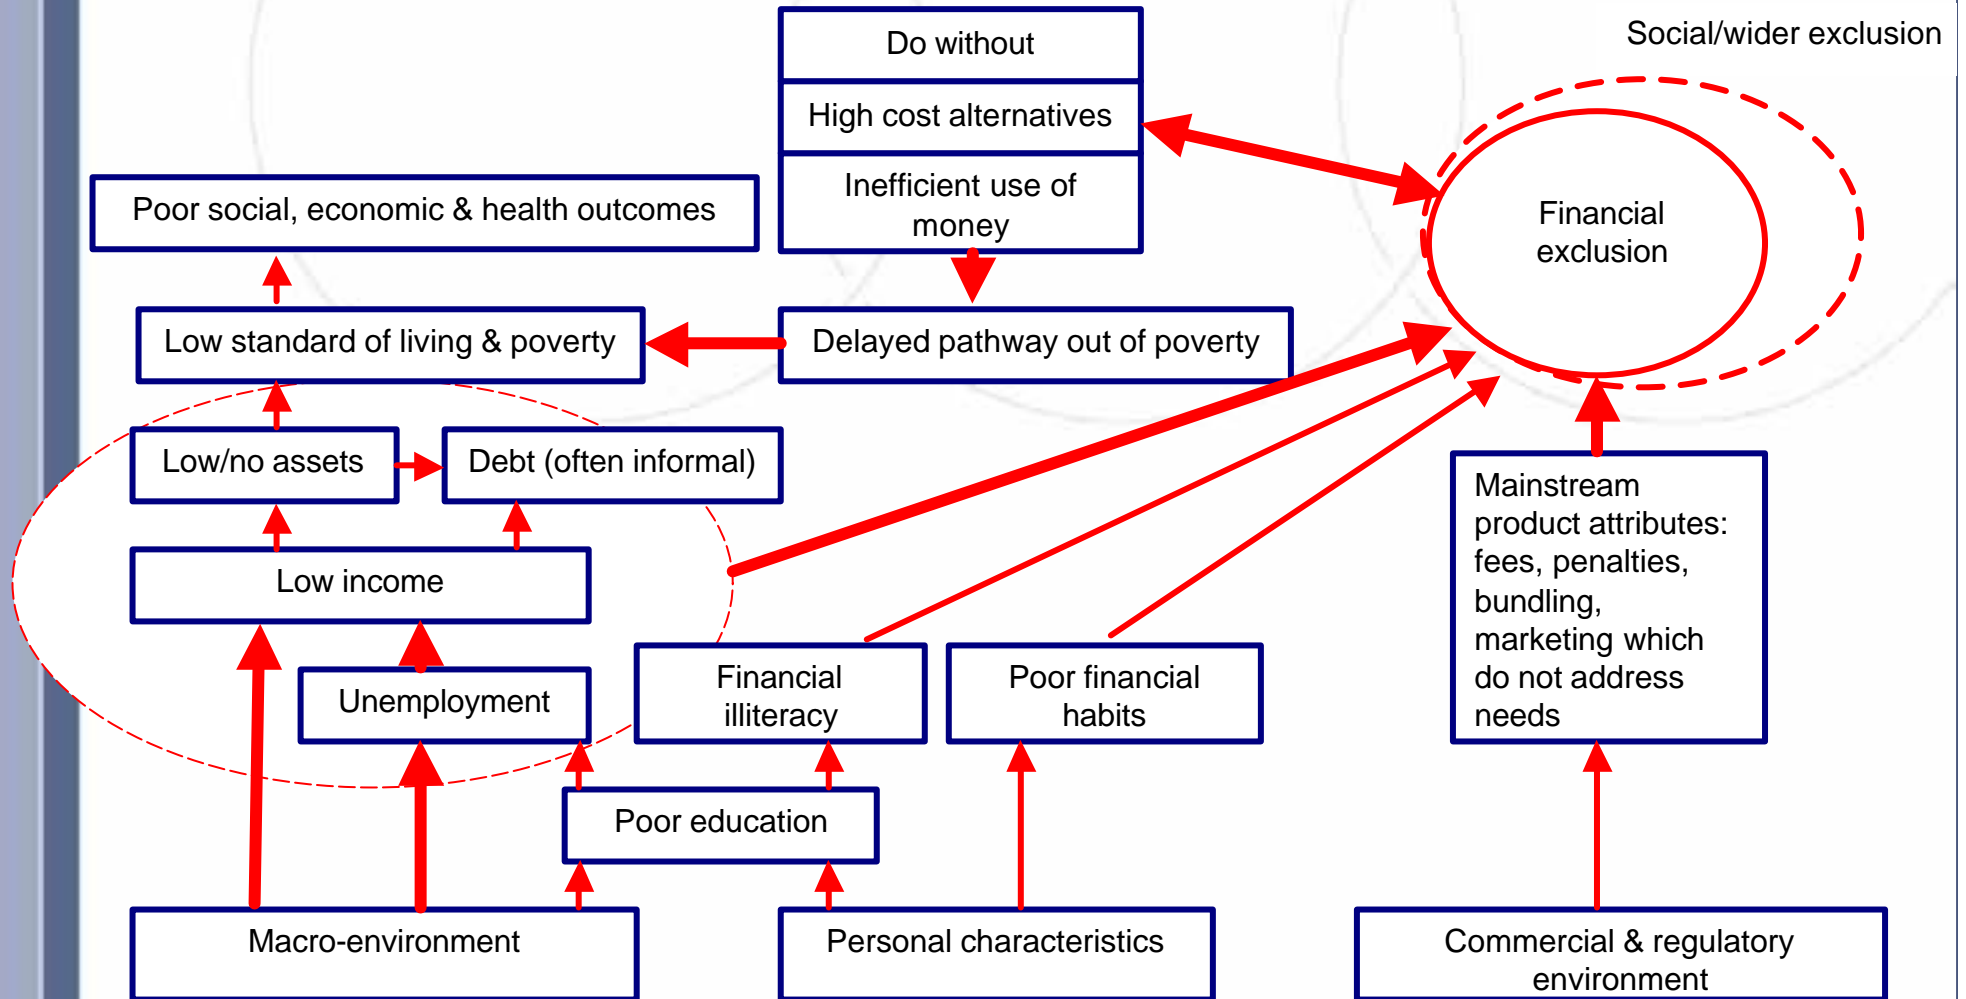 Social/wider exclusion
Do without
High cost alternatives
Inefficient use of
money
Financial
exclusion
Poor social, economic & health outcomes
Low standard of living & poverty
Delayed pathway out of poverty
Low/no assets
Debt (often informal)
Low income
Unemployment
Financial
illiteracy
Poor financial
habits
Mainstream
product attributes:
fees, penalties,
bundling,
marketing which
do not address
needs
Poor education
Macro-environment
Personal characteristics
Commercial & regulatory
environment